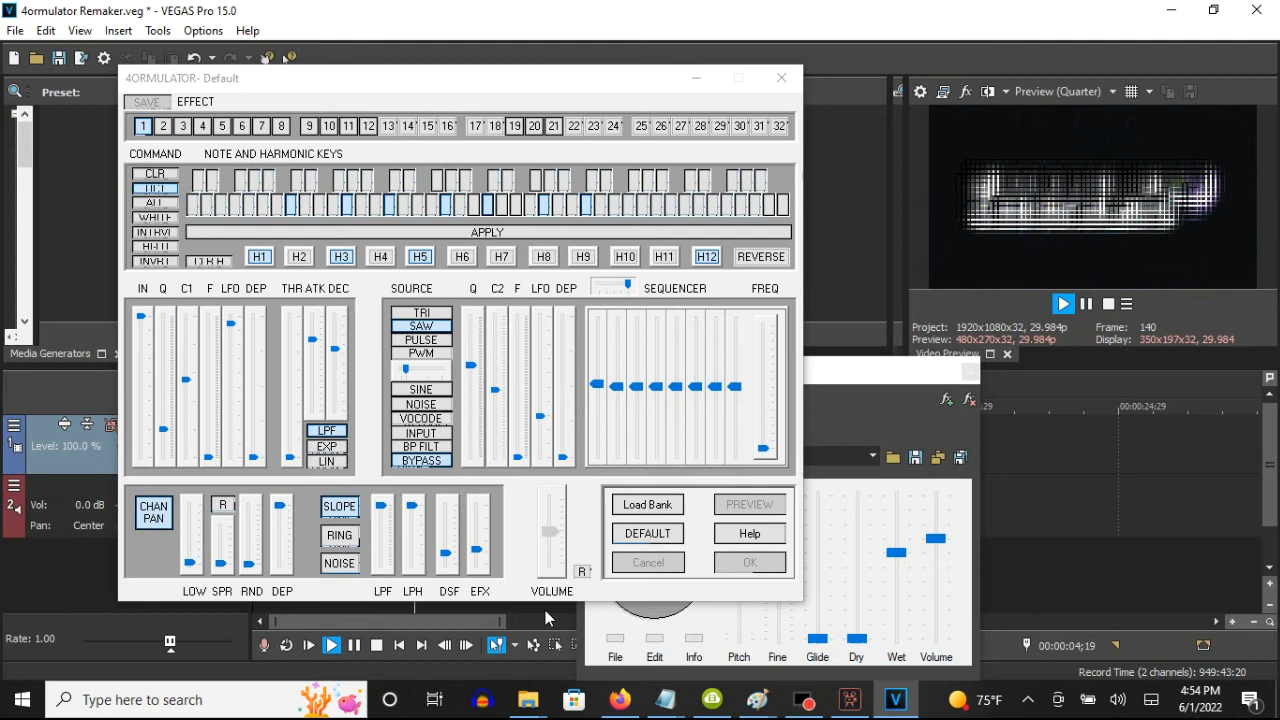 4ormulator Remaker.veg * - VEGAS Pro 15.0
File Edit View Insert Tools Options Help
4ORMULATOR- Default
Preset:
Preview (Quarter)
SAVE EFFECT
1 2 3 4 5 6 7 8 9 10 11 12 13 14 15 16 17 18 19 20 21 22 23 24 25 26 27 28 29 30 31 32
COMMAND NOTE AND HARMONIC KEYS
CLR
ALL
WHITE
APPLY
H1 H2 H3 H4 H5 H6 H7 H8 H9 H10 H11 H12 REVERSE
IN Q C1 F LFO DEP THR ATK DEC SOURCE Q C2 F LFO DEP SEQUENCER FREQ
TRI
SAW
PULSE
PWM
SINE
NOISE
VOCODE
INPUT
BP FILT
BYPASS
LPF
EXP
LIN
Project: 1920x1080x32, 29.984p Frame: 140
Preview: 480x270x32, 29.984p Display: 350x197x32, 29.984
Video Preview
Media Generators
Level: 100.0 %
Vol: 0.0 dB
Pan: Center
:29 00:00:24;29
CHAN PAN
R
SLOPE
RING
NOISE
LOW SPR RND DEP LPF LPH DSF EFX VOLUME
R
Load Bank PREVIEW
DEFAULT Help
Cancel OK
File Edit Info Pitch Fine Glide Dry Wet Volume
Rate: 1.00
00:00:04;19
Record Time (2 channels): 949:43:20
Type here to search
75°F
4:54 PM
6/1/2022
1